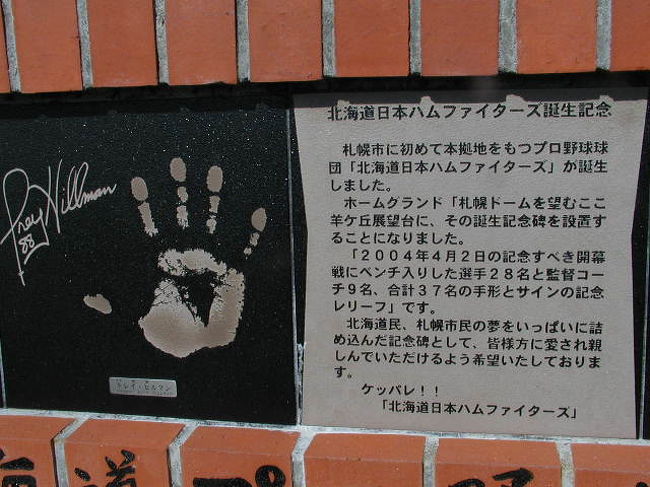 Trey Hillman
88
トレイ・ヒルマン
北海道日本ハムファイターズ誕生記念
札幌市に初めて本拠地をもつプロ野球球
団「北海道日本ハムファイターズ」が誕生
しました。
ホームグランド「札幌ドームを望むここ
羊ケ丘展望台に、その誕生記念碑を設置す
ることになりました。
「２００４年４月２日の記念すべき開幕
戦にベンチ入りした選手２８名と監督コー
チ９名、合計３７名の手形とサインの記念
レリーフ」です。
北海道民、札幌市民の夢をいっぱいに詰
め込んだ記念碑として、皆様方に愛され親
しんでいただけるよう希望いたしておりま
す。
ケッパレ！！
「北海道日本ハムファイターズ」
海道プ野